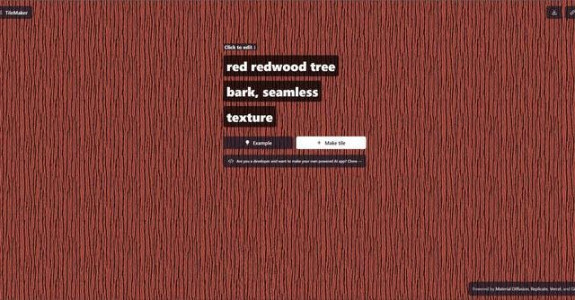 TileMaker
Click to edit :
red redwood tree
bark, seamless
texture
Example
Make tile
Are you a developer and want to make your own powered AI app? Clone
Powered by Material Diffusion, Replicate, Vercel, and